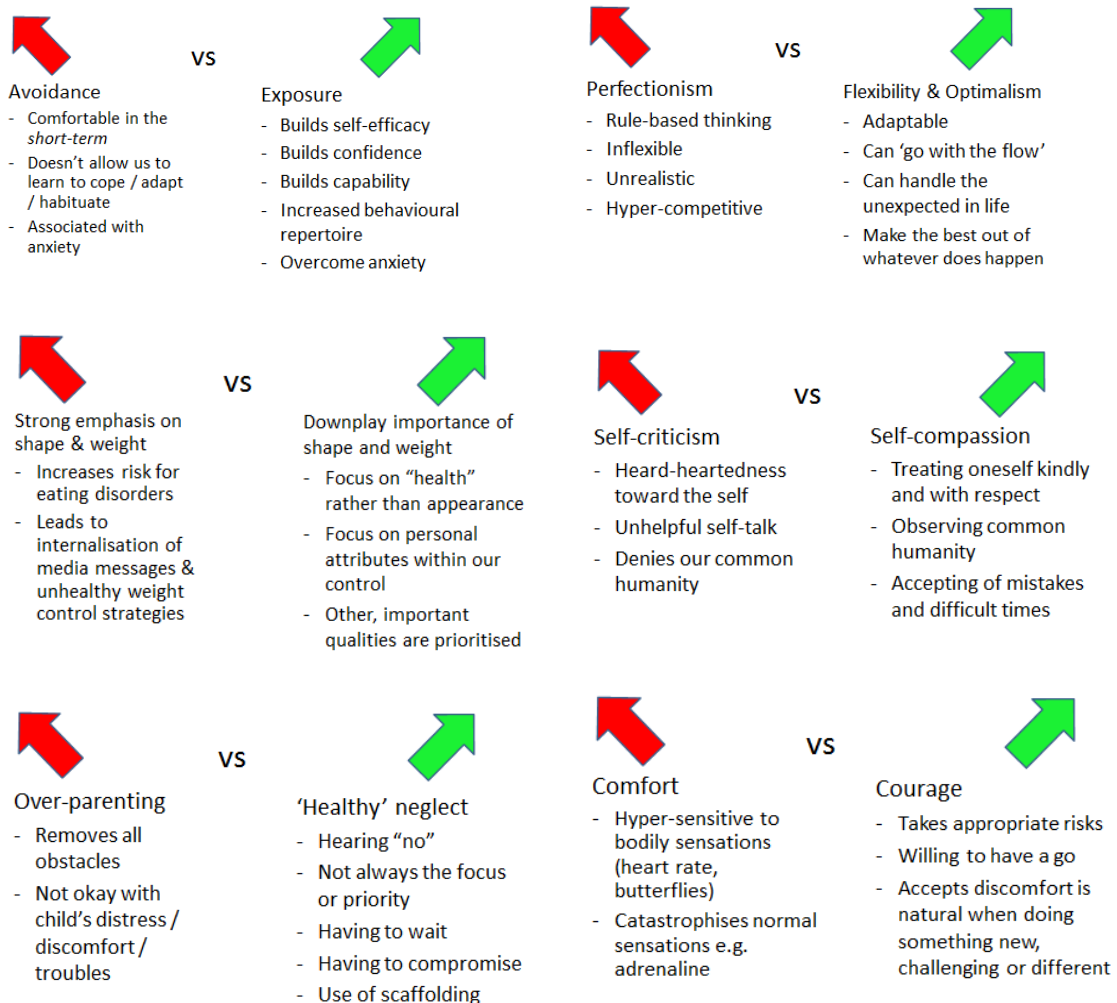 vs
Avoidance
- Comfortable in the
short-term
- Doesn't allow us to
learn to cope / adapt
/ habituate
- Associated with
anxiety
Exposure
- Builds self-efficacy
- Builds confidence
- Builds capability
- Increased behavioural
repertoire
- Overcome anxiety
vs
Perfectionism
- Rule-based thinking
- Inflexible
- Unrealistic
- Hyper-competitive
Flexibility & Optimalism
- Adaptable
- Can ‘go with the flow’
- Can handle the
unexpected in life
- Make the best out of
whatever does happen
vs
Strong emphasis on
shape & weight
- Increases risk for
eating disorders
- Leads to
internalisation of
media messages &
unhealthy weight
control strategies
Downplay importance of
shape and weight
- Focus on “health”
rather than appearance
- Focus on personal
attributes within our
control
- Other, important
qualities are prioritised
vs
Self-criticism
- Heard-heartedness
toward the self
- Unhelpful self-talk
- Denies our common
humanity
Self-compassion
- Treating oneself kindly
and with respect
- Observing common
humanity
- Accepting of mistakes
and difficult times
vs
Over-parenting
- Removes all
obstacles
- Not okay with
child’s distress /
discomfort /
troubles
‘Healthy’ neglect
- Hearing “no”
- Not always the focus
or priority
- Having to wait
- Having to compromise
- Use of scaffolding
vs
Comfort
- Hyper-sensitive to
bodily sensations
(heart rate,
butterflies)
- Catastrophises normal
sensations e.g.
adrenaline
Courage
- Takes appropriate risks
- Willing to have a go
- Accepts discomfort is
natural when doing
something new,
challenging or different